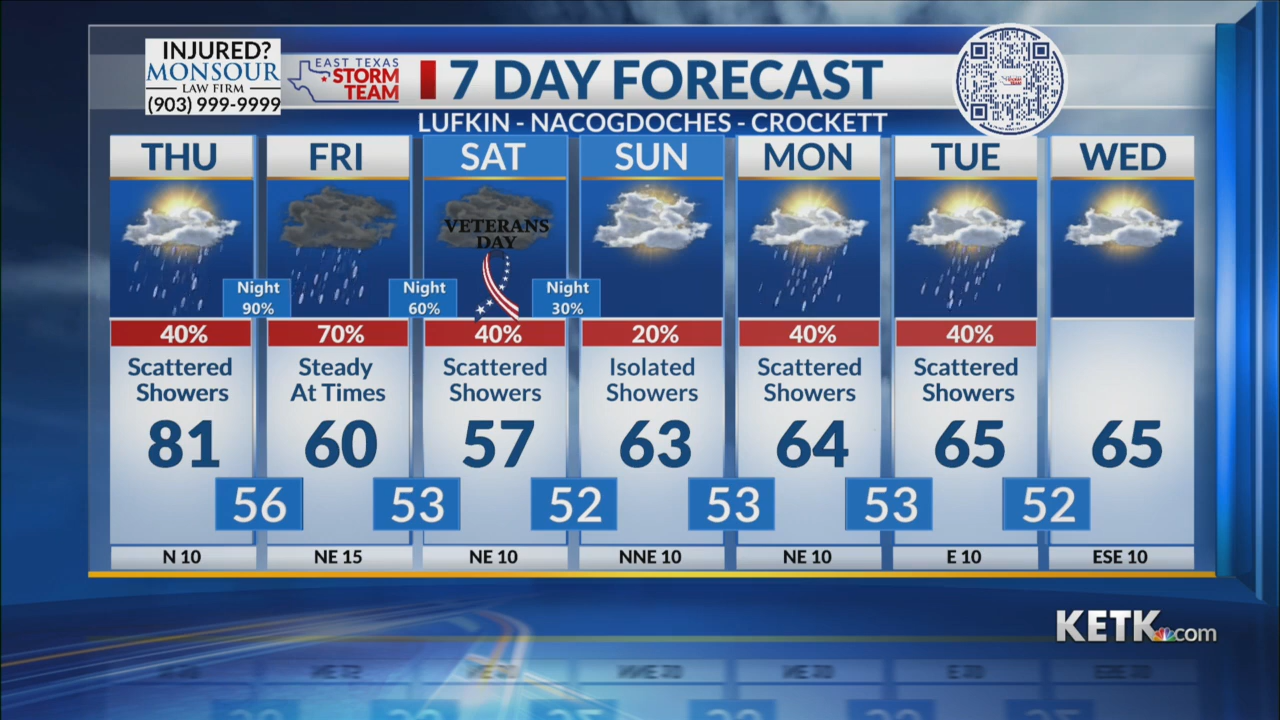 INJURED?
MONSOUR
LAW FIRM
(903) 999-9999
EAST TEXAS
STORM
TEAM
7 DAY FORECAST
LUFKIN - NACOGDOCHES - CROCKETT
THU FRI SAT SUN MON TUE WED
VETERANS
DAY
Night Night Night
90% 60% 30%
40% 70% 40% 20% 40% 40%
Scattered Steady Scattered Isolated Scattered Scattered
Showers At Times Showers Showers Showers Showers
81 60 57 63 64 65 65
56 53 52 53 53 52
N 10 NE 15 NE 10 NNE 10 NE 10 E 10 ESE 10
KETK.com